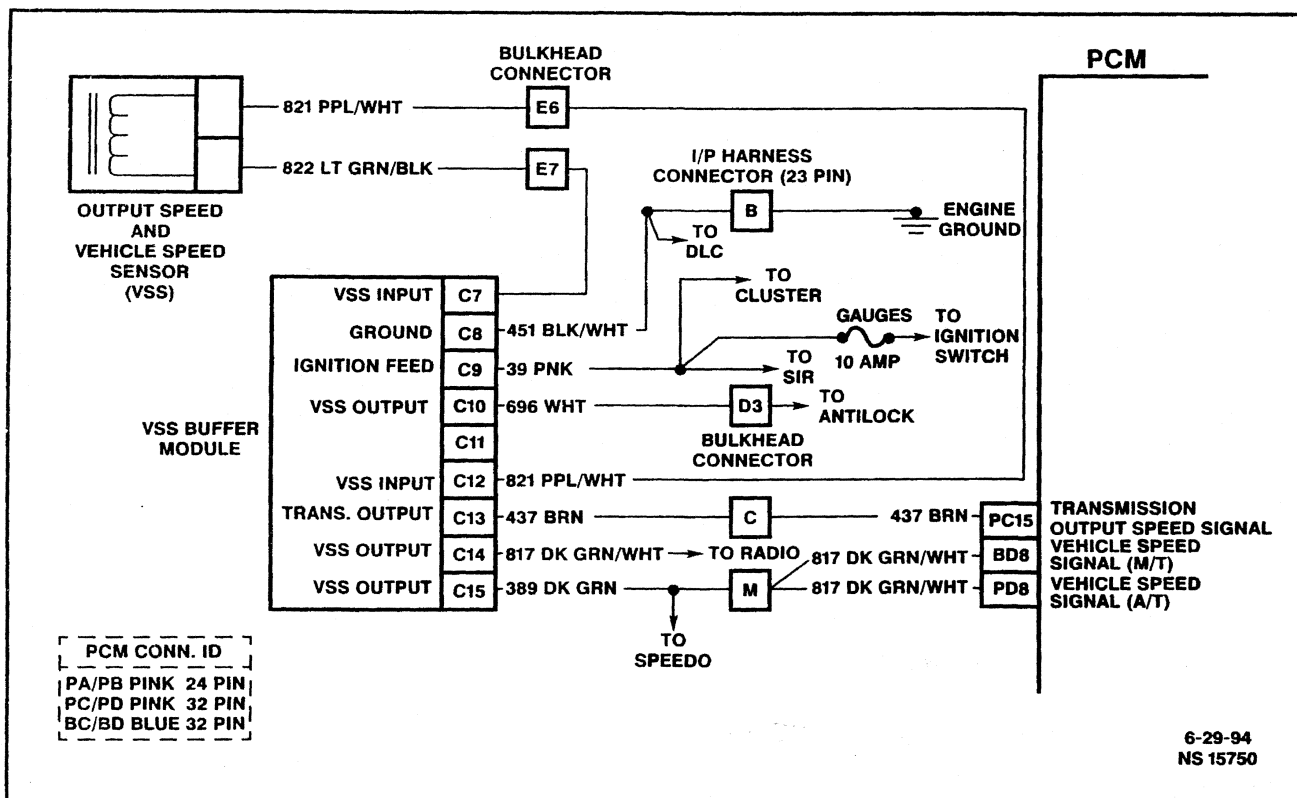 BULKHEAD
CONNECTOR
PCM
821 PPL/WHT
E6
822 LT GRN/BLK
E7
I/P HARNESS
CONNECTOR (23 PIN)
B
ENGINE
GROUND
TO
DLC
OUTPUT SPEED
AND
VEHICLE SPEED
SENSOR
(VSS)
TO
CLUSTER
GAUGES
10 AMP
TO
IGNITION
SWITCH
TO
SIR
VSS BUFFER
MODULE
VSS INPUT C7
GROUND C8 451 BLK/WHT
IGNITION FEED C9 39 PNK
VSS OUTPUT C10 696 WHT
D3
TO
ANTILOCK
BULKHEAD
CONNECTOR
C11
VSS INPUT C12 821 PPL/WHT
TRANS. OUTPUT C13 437 BRN
C
437 BRN
PC15
TRANSMISSION
OUTPUT SPEED SIGNAL
VSS OUTPUT C14 817 DK GRN/WHT
TO RADIO
817 DK GRN/WHT
BD8
VEHICLE SPEED
SIGNAL (M/T)
VSS OUTPUT C15 389 DK GRN
M
817 DK GRN/WHT
PD8
VEHICLE SPEED
SIGNAL (A/T)
TO
SPEEDO
PCM CONN. ID
PA/PB PINK 24 PIN
PC/PD PINK 32 PIN
BC/BD BLUE 32 PIN
6-29-94
NS 15750